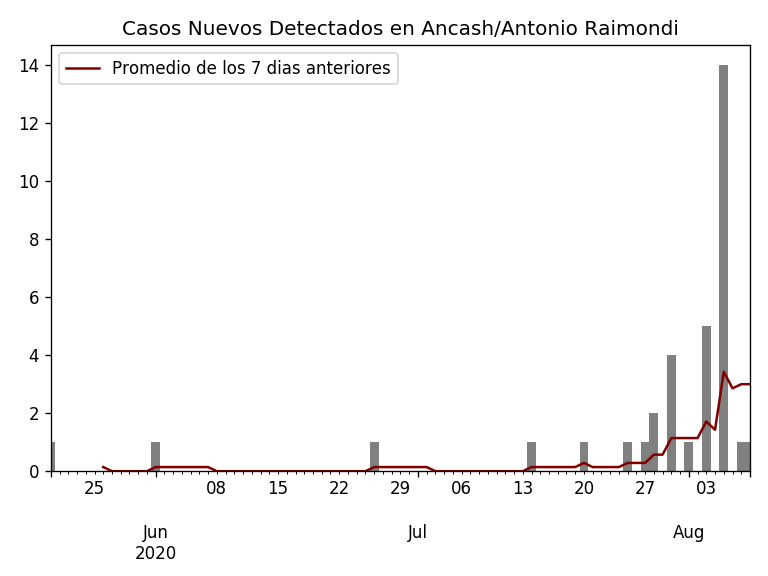 Casos Nuevos Detectados en Ancash/Antonio Raimondi
Promedio de los 7 dias anteriores
14
12
10
8
6
4
2
0
25 08 15 22 29 06 13 20 27 03
Jun Jul Aug
2020